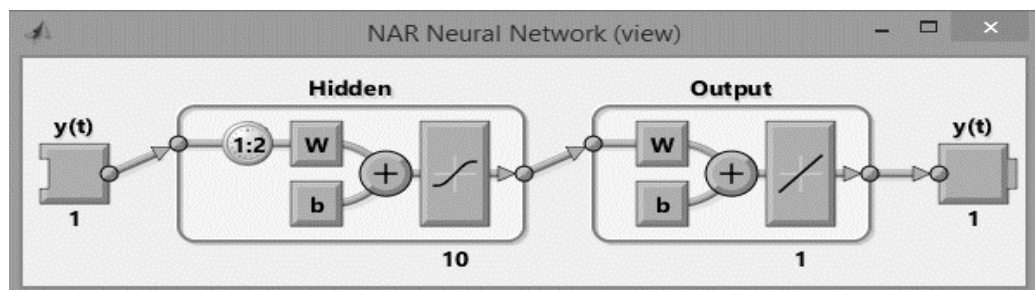 NAR Neural Network (view)
Hidden
Output
y(t)
1:2
W
b
+
W
b
+
y(t)
1
10
1
1